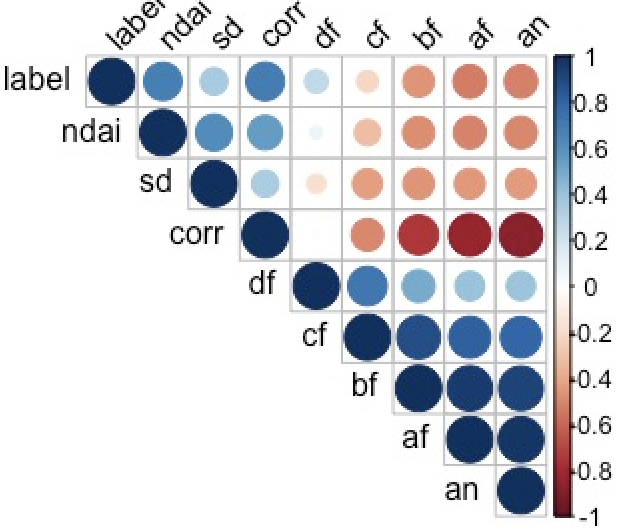 label ndai sd corr df cf bf af an
label
ndai
sd
corr
df
cf
bf
af
an
1
0.8
0.6
0.4
0.2
0
-0.2
-0.4
-0.6
-0.8
-1